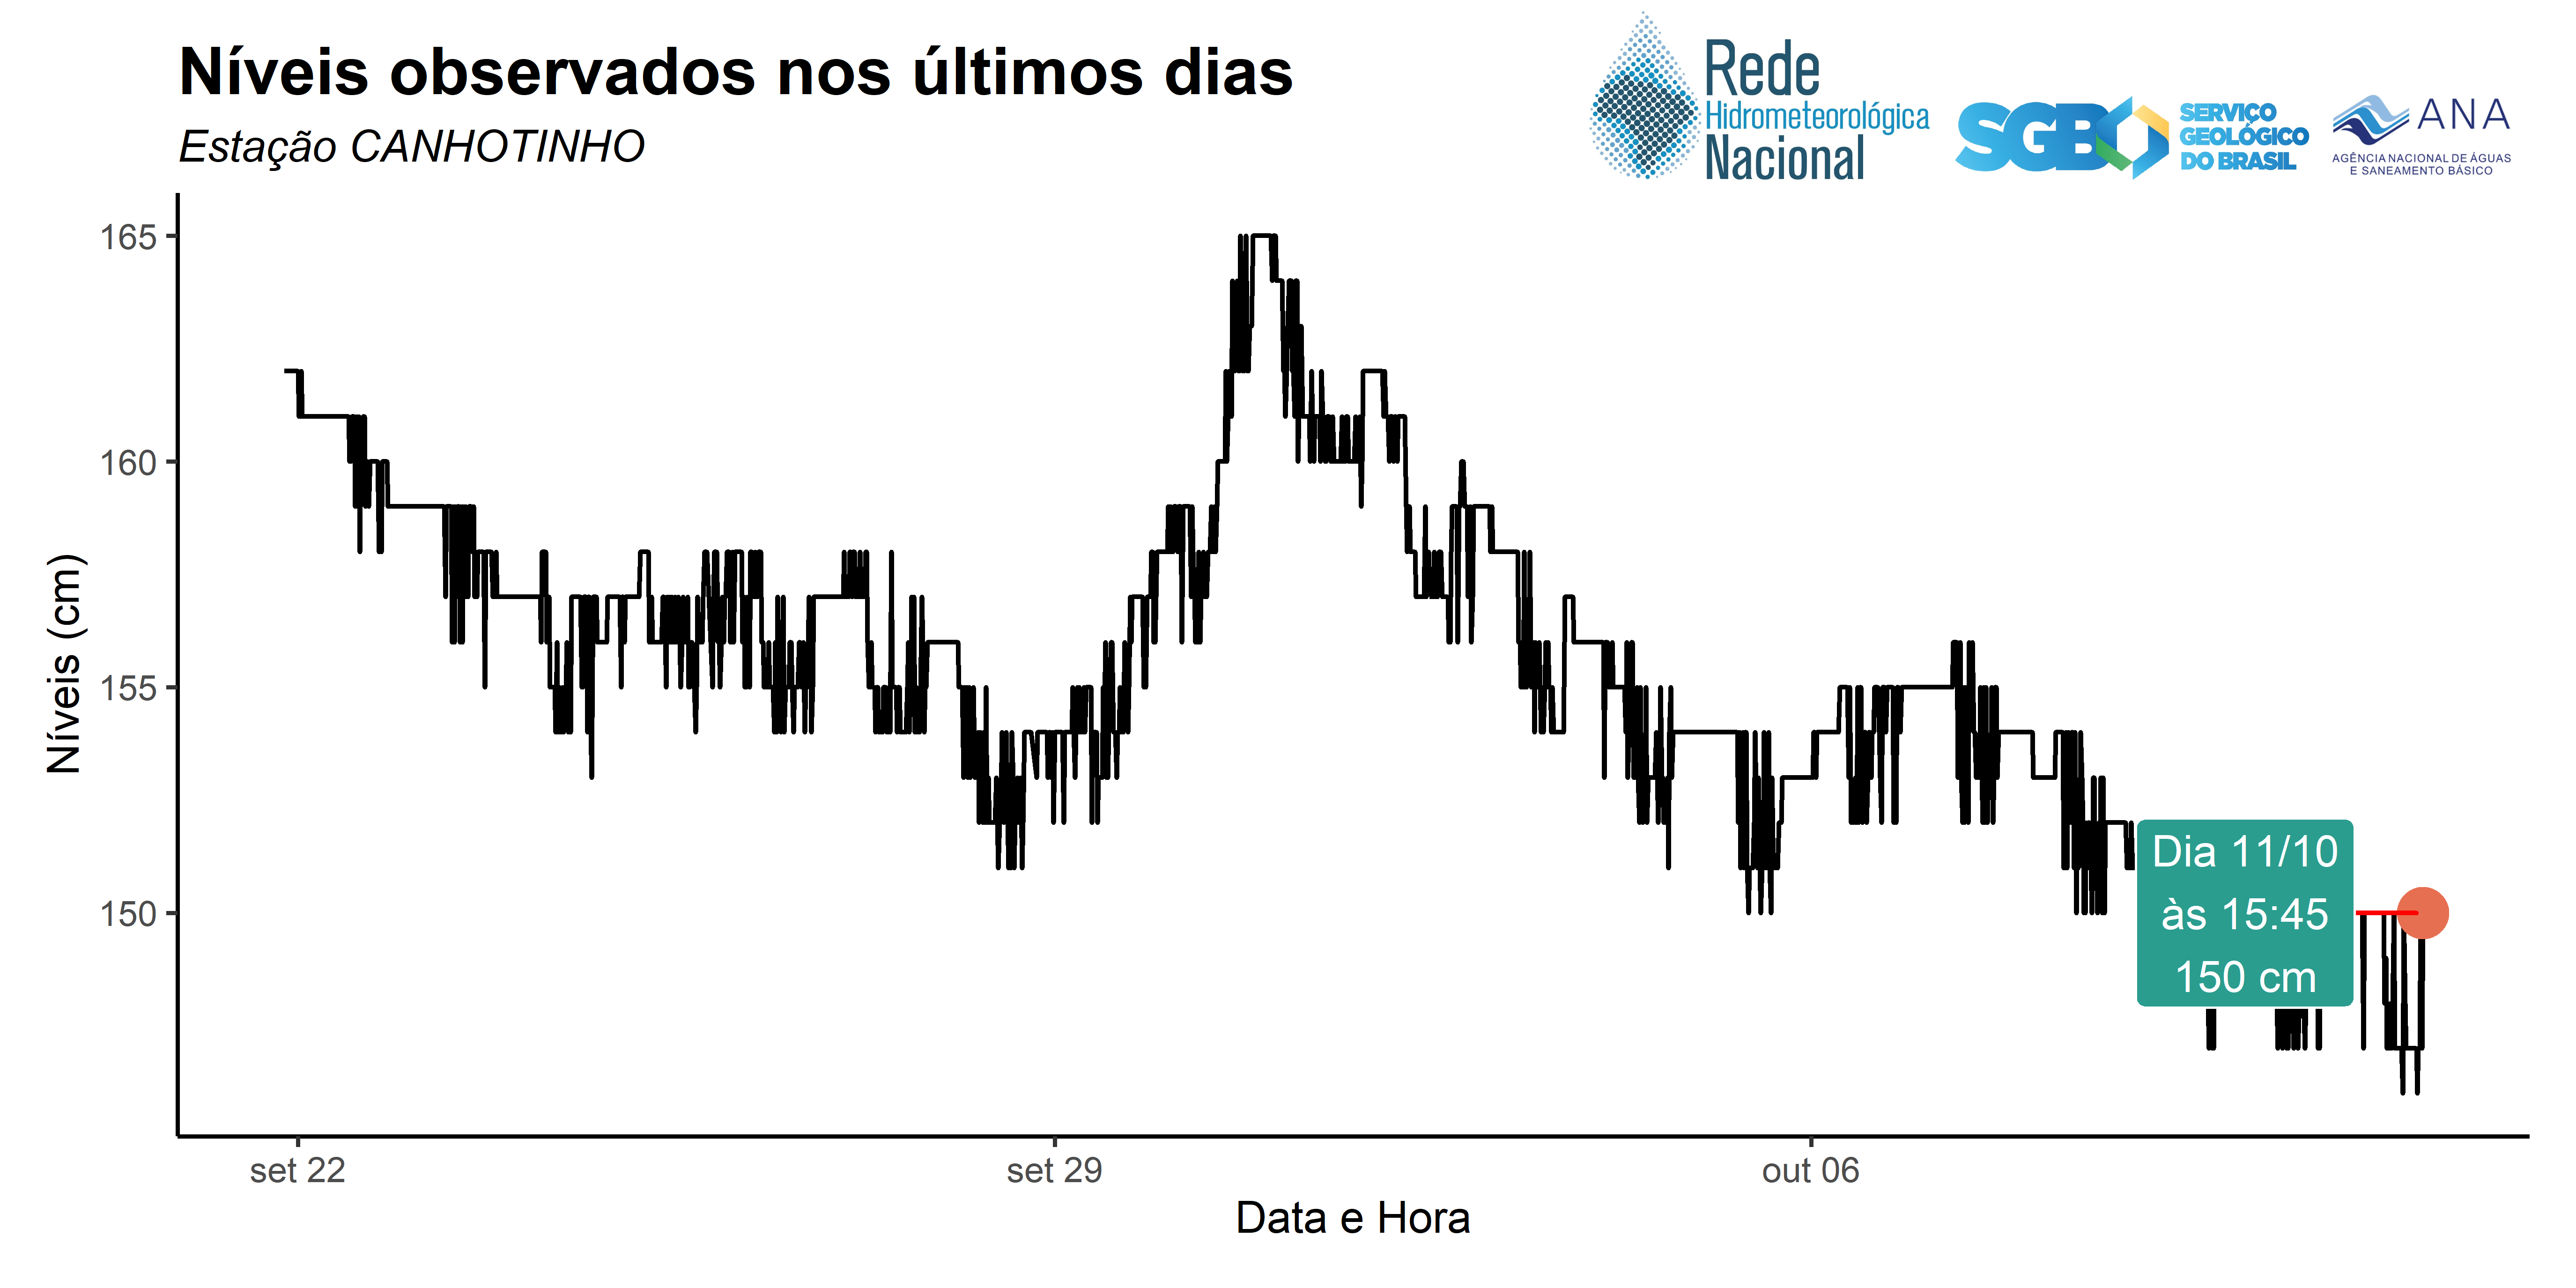 Níveis observados nos últimos dias
Estação CANHOTINHO
Rede
Hidrometeorológica
Nacional
SGB
SERVIÇO
GEOLÓGICO
DO BRASIL
ANA
AGÊNCIA NACIONAL DE ÁGUAS
E SANEAMENTO BÁSICO
165
160
155
150
Níveis (cm)
Dia 11/10
às 15:45
150 cm
set 22
set 29
out 06
Data e Hora